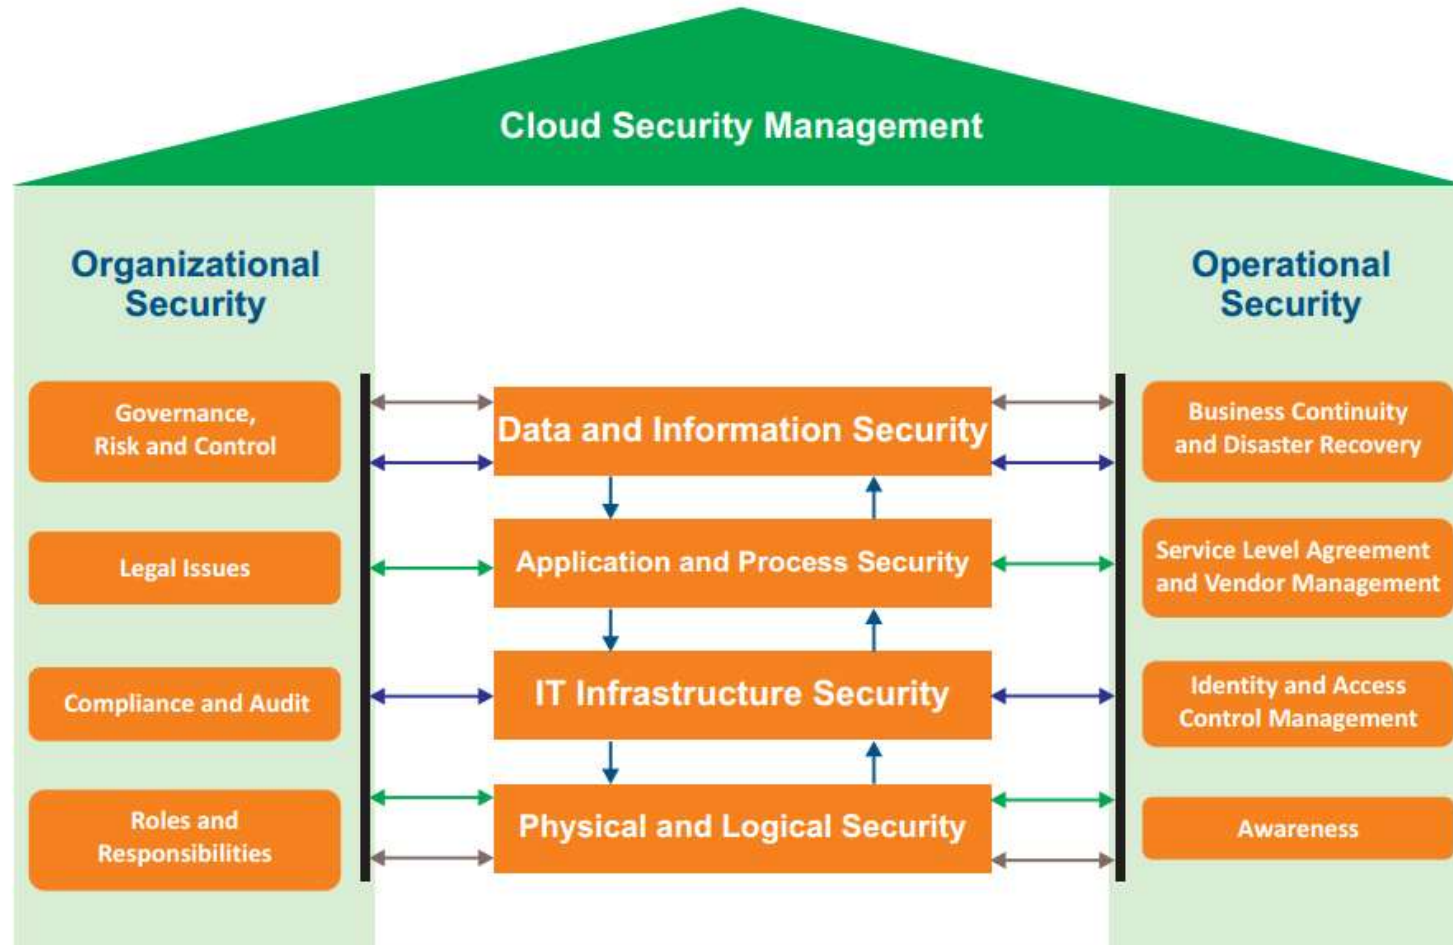 Cloud Security Management
Organizational
Security
Governance,
Risk and Control
Legal Issues
Compliance and Audit
Roles and
Responsibilities
Data and Information Security
Application and Process Security
IT Infrastructure Security
Physical and Logical Security
Operational
Security
Business Continuity
and Disaster Recovery
Service Level Agreement
and Vendor Management
Identity and Access
Control Management
Awareness